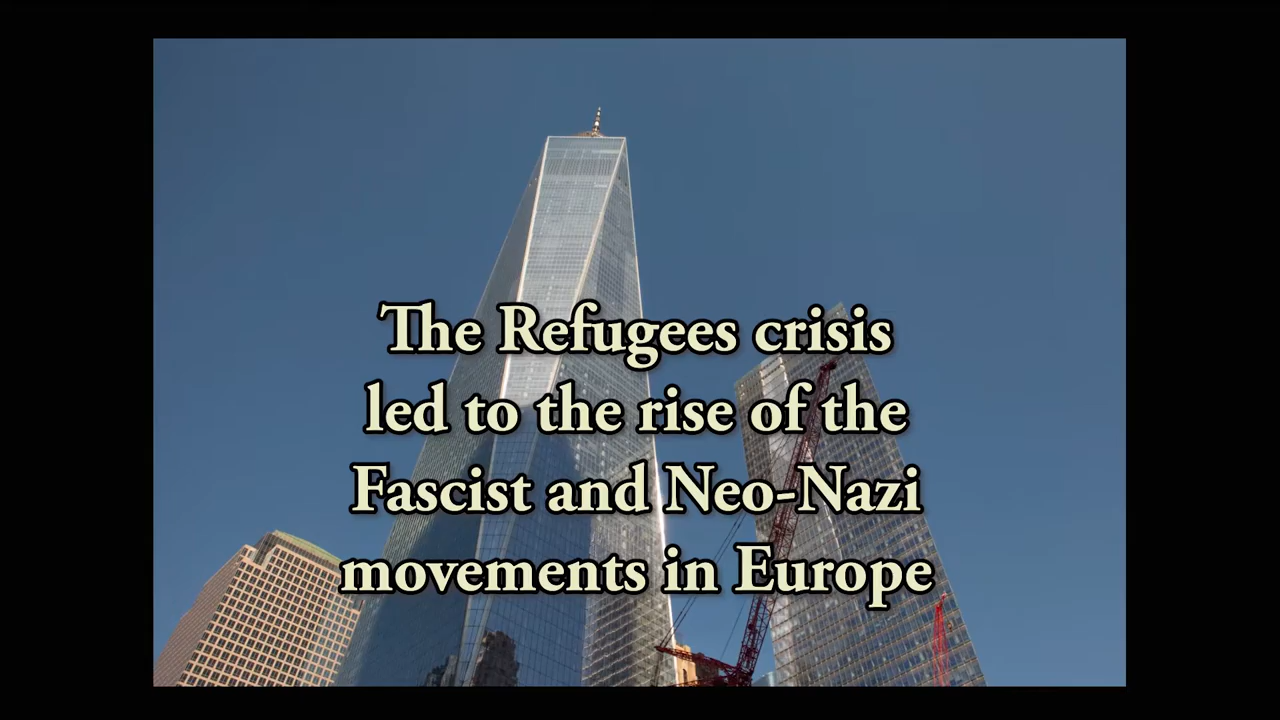 The Refugees crisis
led to the rise of the
Fascist and Neo-Nazi
movements in Europe